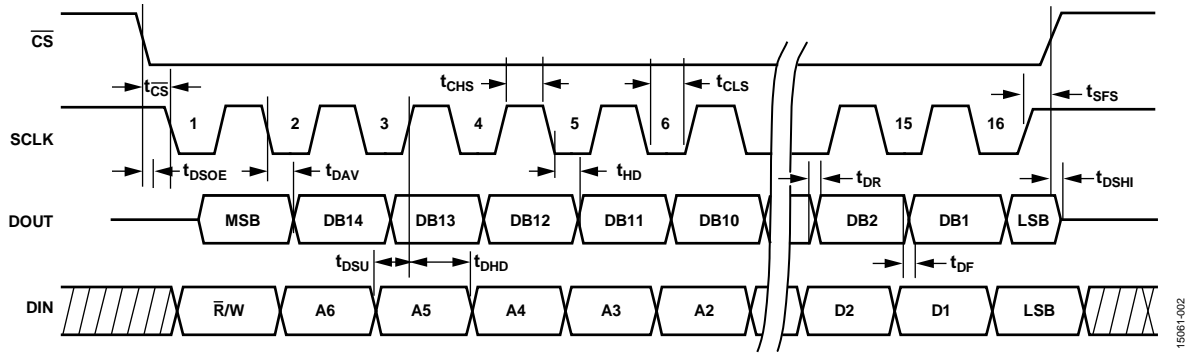 CS
tCS
tCHS
tCLS
tSFS
SCLK
1 2 3 4 5 6 15 16
tDSOE
tDAV
tHD
tDR
tDSHI
DOUT
MSB DB14 DB13 DB12 DB11 DB10 DB2 DB1 LSB
tDSU
tDHD
tDF
DIN
R/W A6 A5 A4 A3 A2 D2 D1 LSB
15061-002